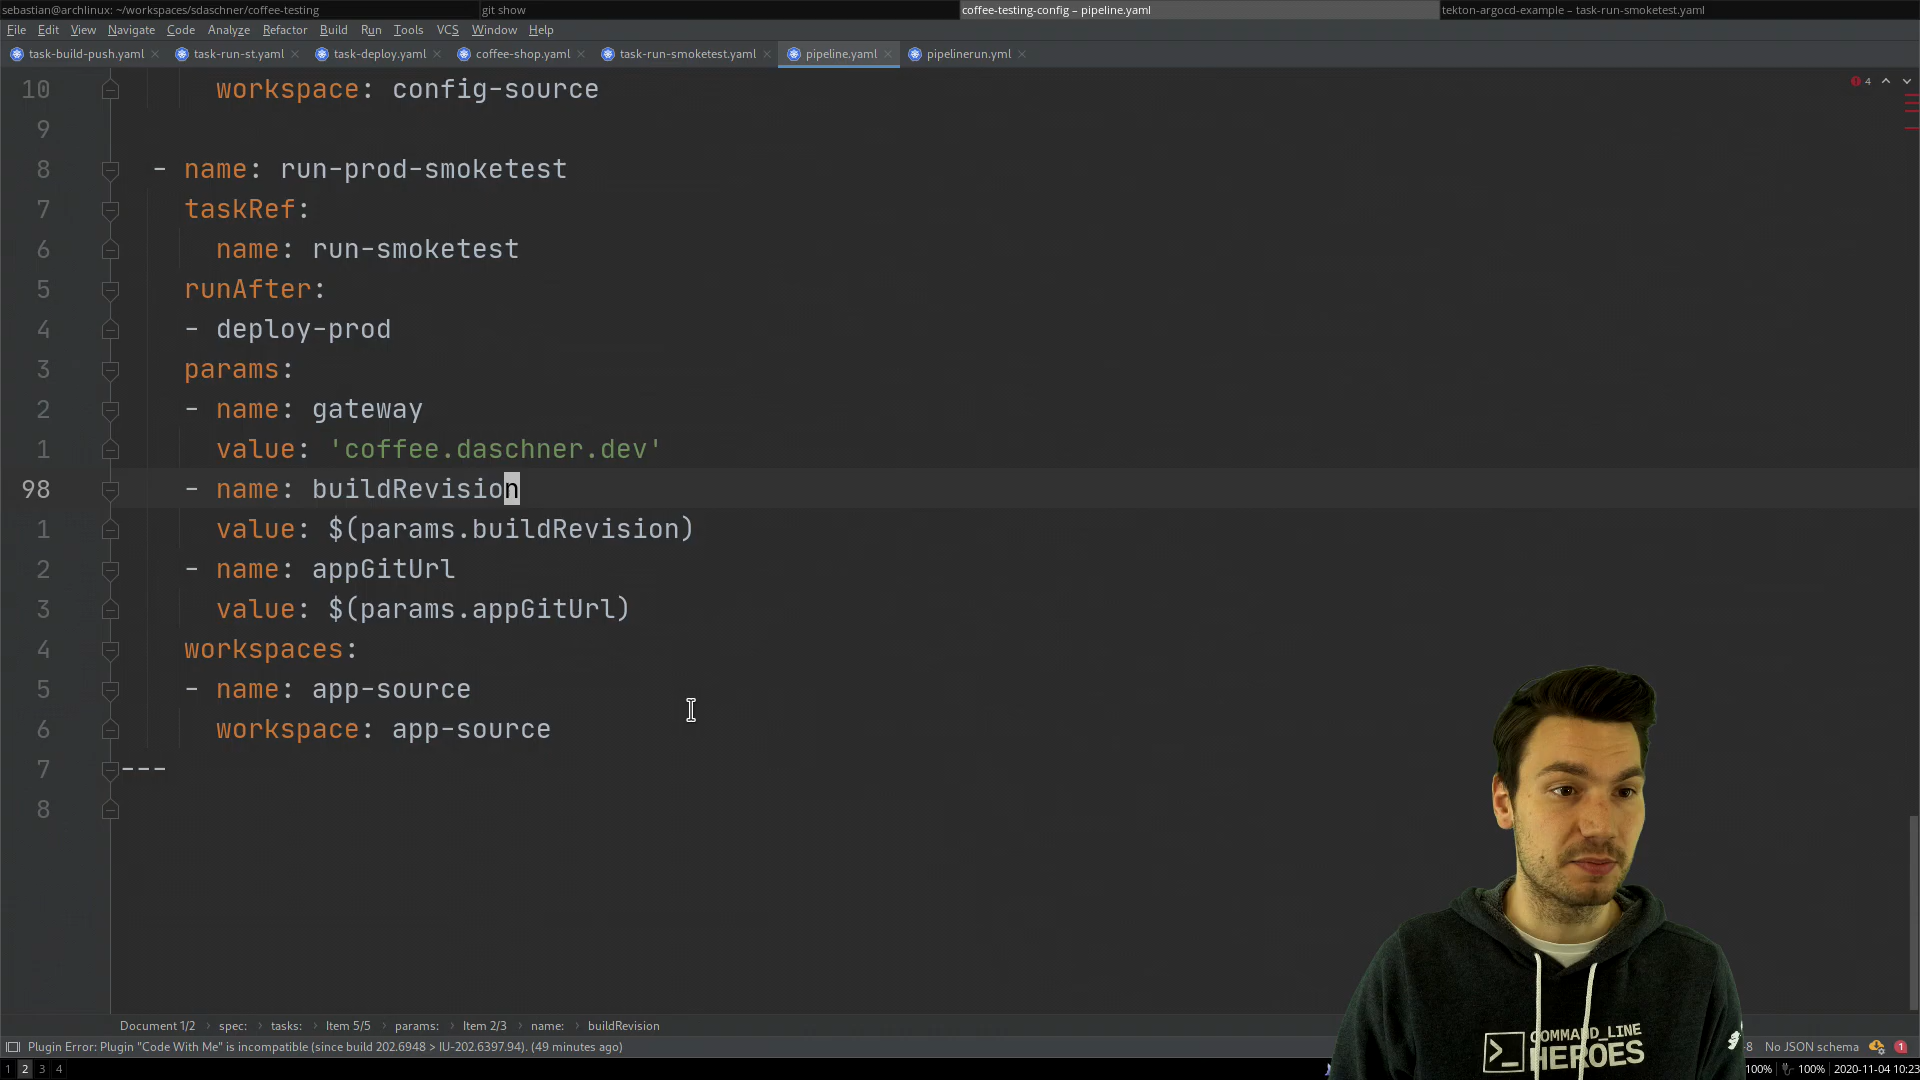 sebastian@archlinux: ~/workspaces/sdaschner/coffee-testing
git show
coffee-testing-config – pipeline.yaml
tekton-argocd-example – task-run-smoketest.yaml
File Edit View Navigate Code Analyze Refactor Build Run Tools VCS Window Help
task-build-push.yaml
task-run-st.yaml
task-deploy.yaml
coffee-shop.yaml
task-run-smoketest.yaml
pipeline.yaml
pipelinerun.yml
4
10 workspace: config-source
9
8 - name: run-prod-smoketest
7 taskRef:
6 name: run-smoketest
5 runAfter:
4 - deploy-prod
3 params:
2 - name: gateway
1 value: 'coffee.daschner.dev'
98 - name: buildRevision
1 value: $(params.buildRevision)
2 - name: appGitUrl
3 value: $(params.appGitUrl)
4 workspaces:
5 - name: app-source
6 workspace: app-source
7 ---
8
COMMAND_LINE
HEROES
Document 1/2 › spec: › tasks: › Item 5/5 › params: › Item 2/3 › name: › buildRevision
Plugin Error: Plugin "Code With Me" is incompatible (since build 202.6948 > IU-202.6397.94). (49 minutes ago)
-8 No JSON schema 1
1 2 3 4
100% 100% 2020-11-04 10:23